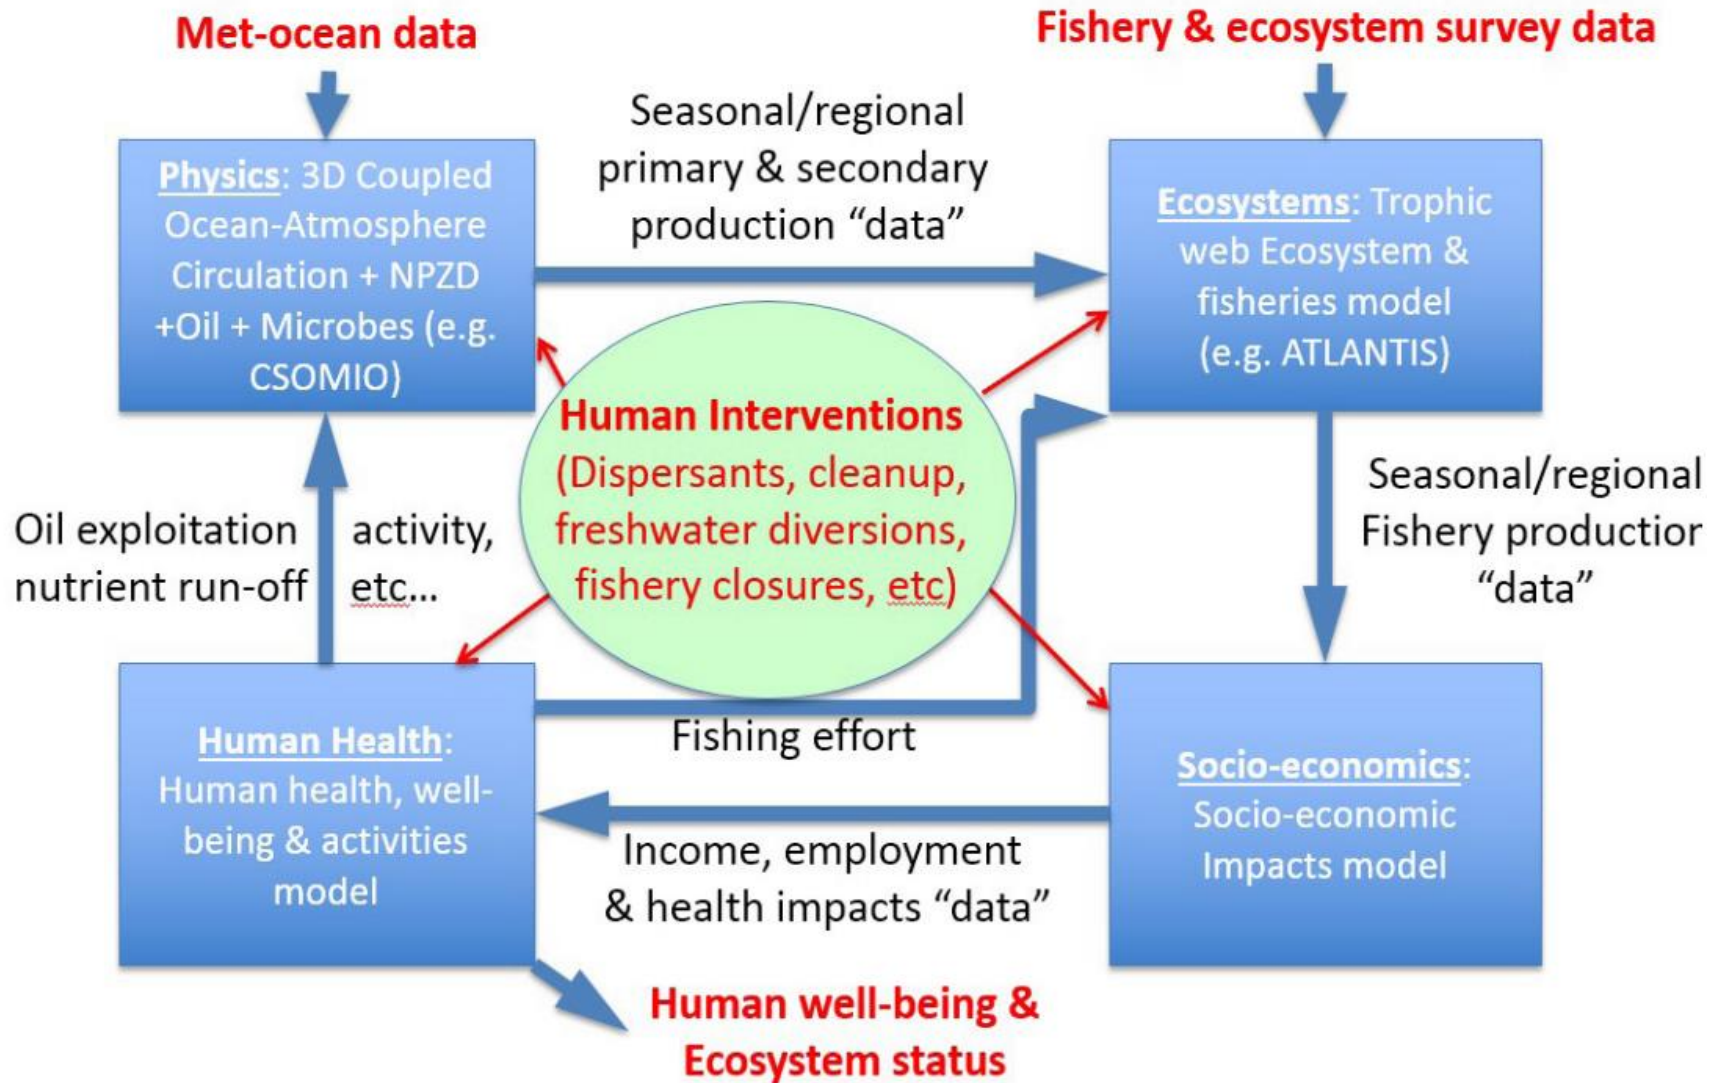 Met-ocean data
Fishery & ecosystem survey data
Physics: 3D Coupled
Ocean-Atmosphere
Circulation + NPZD
+Oil + Microbes (e.g.
CSOMIO)
Seasonal/regional
primary & secondary
production “data”
Ecosystems: Trophic
web Ecosystem &
fisheries model
(e.g. ATLANTIS)
Human Interventions
(Dispersants, cleanup,
freshwater diversions,
fishery closures, etc)
Oil exploitation activity,
nutrient run-off etc...
Seasonal/regional
Fishery production
“data”
Human Health:
Human health, well-
being & activities
model
Fishing effort
Income, employment
& health impacts “data”
Socio-economics:
Socio-economic
Impacts model
Human well-being &
Ecosystem status